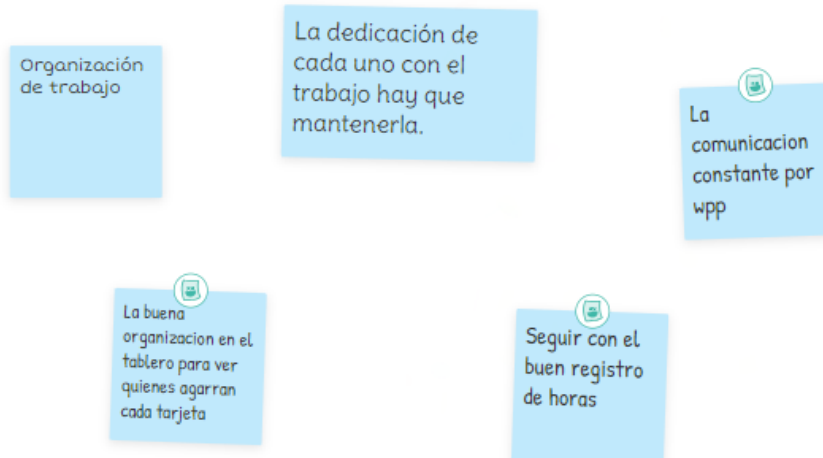 Organización
de trabajo
La dedicación de
cada uno con el
trabajo hay que
mantenerla.
La
comunicacion
constante por
wpp
La buena
organizacion en el
tablero para ver
quienes agarran
cada tarjeta
Seguir con el
buen registro
de horas